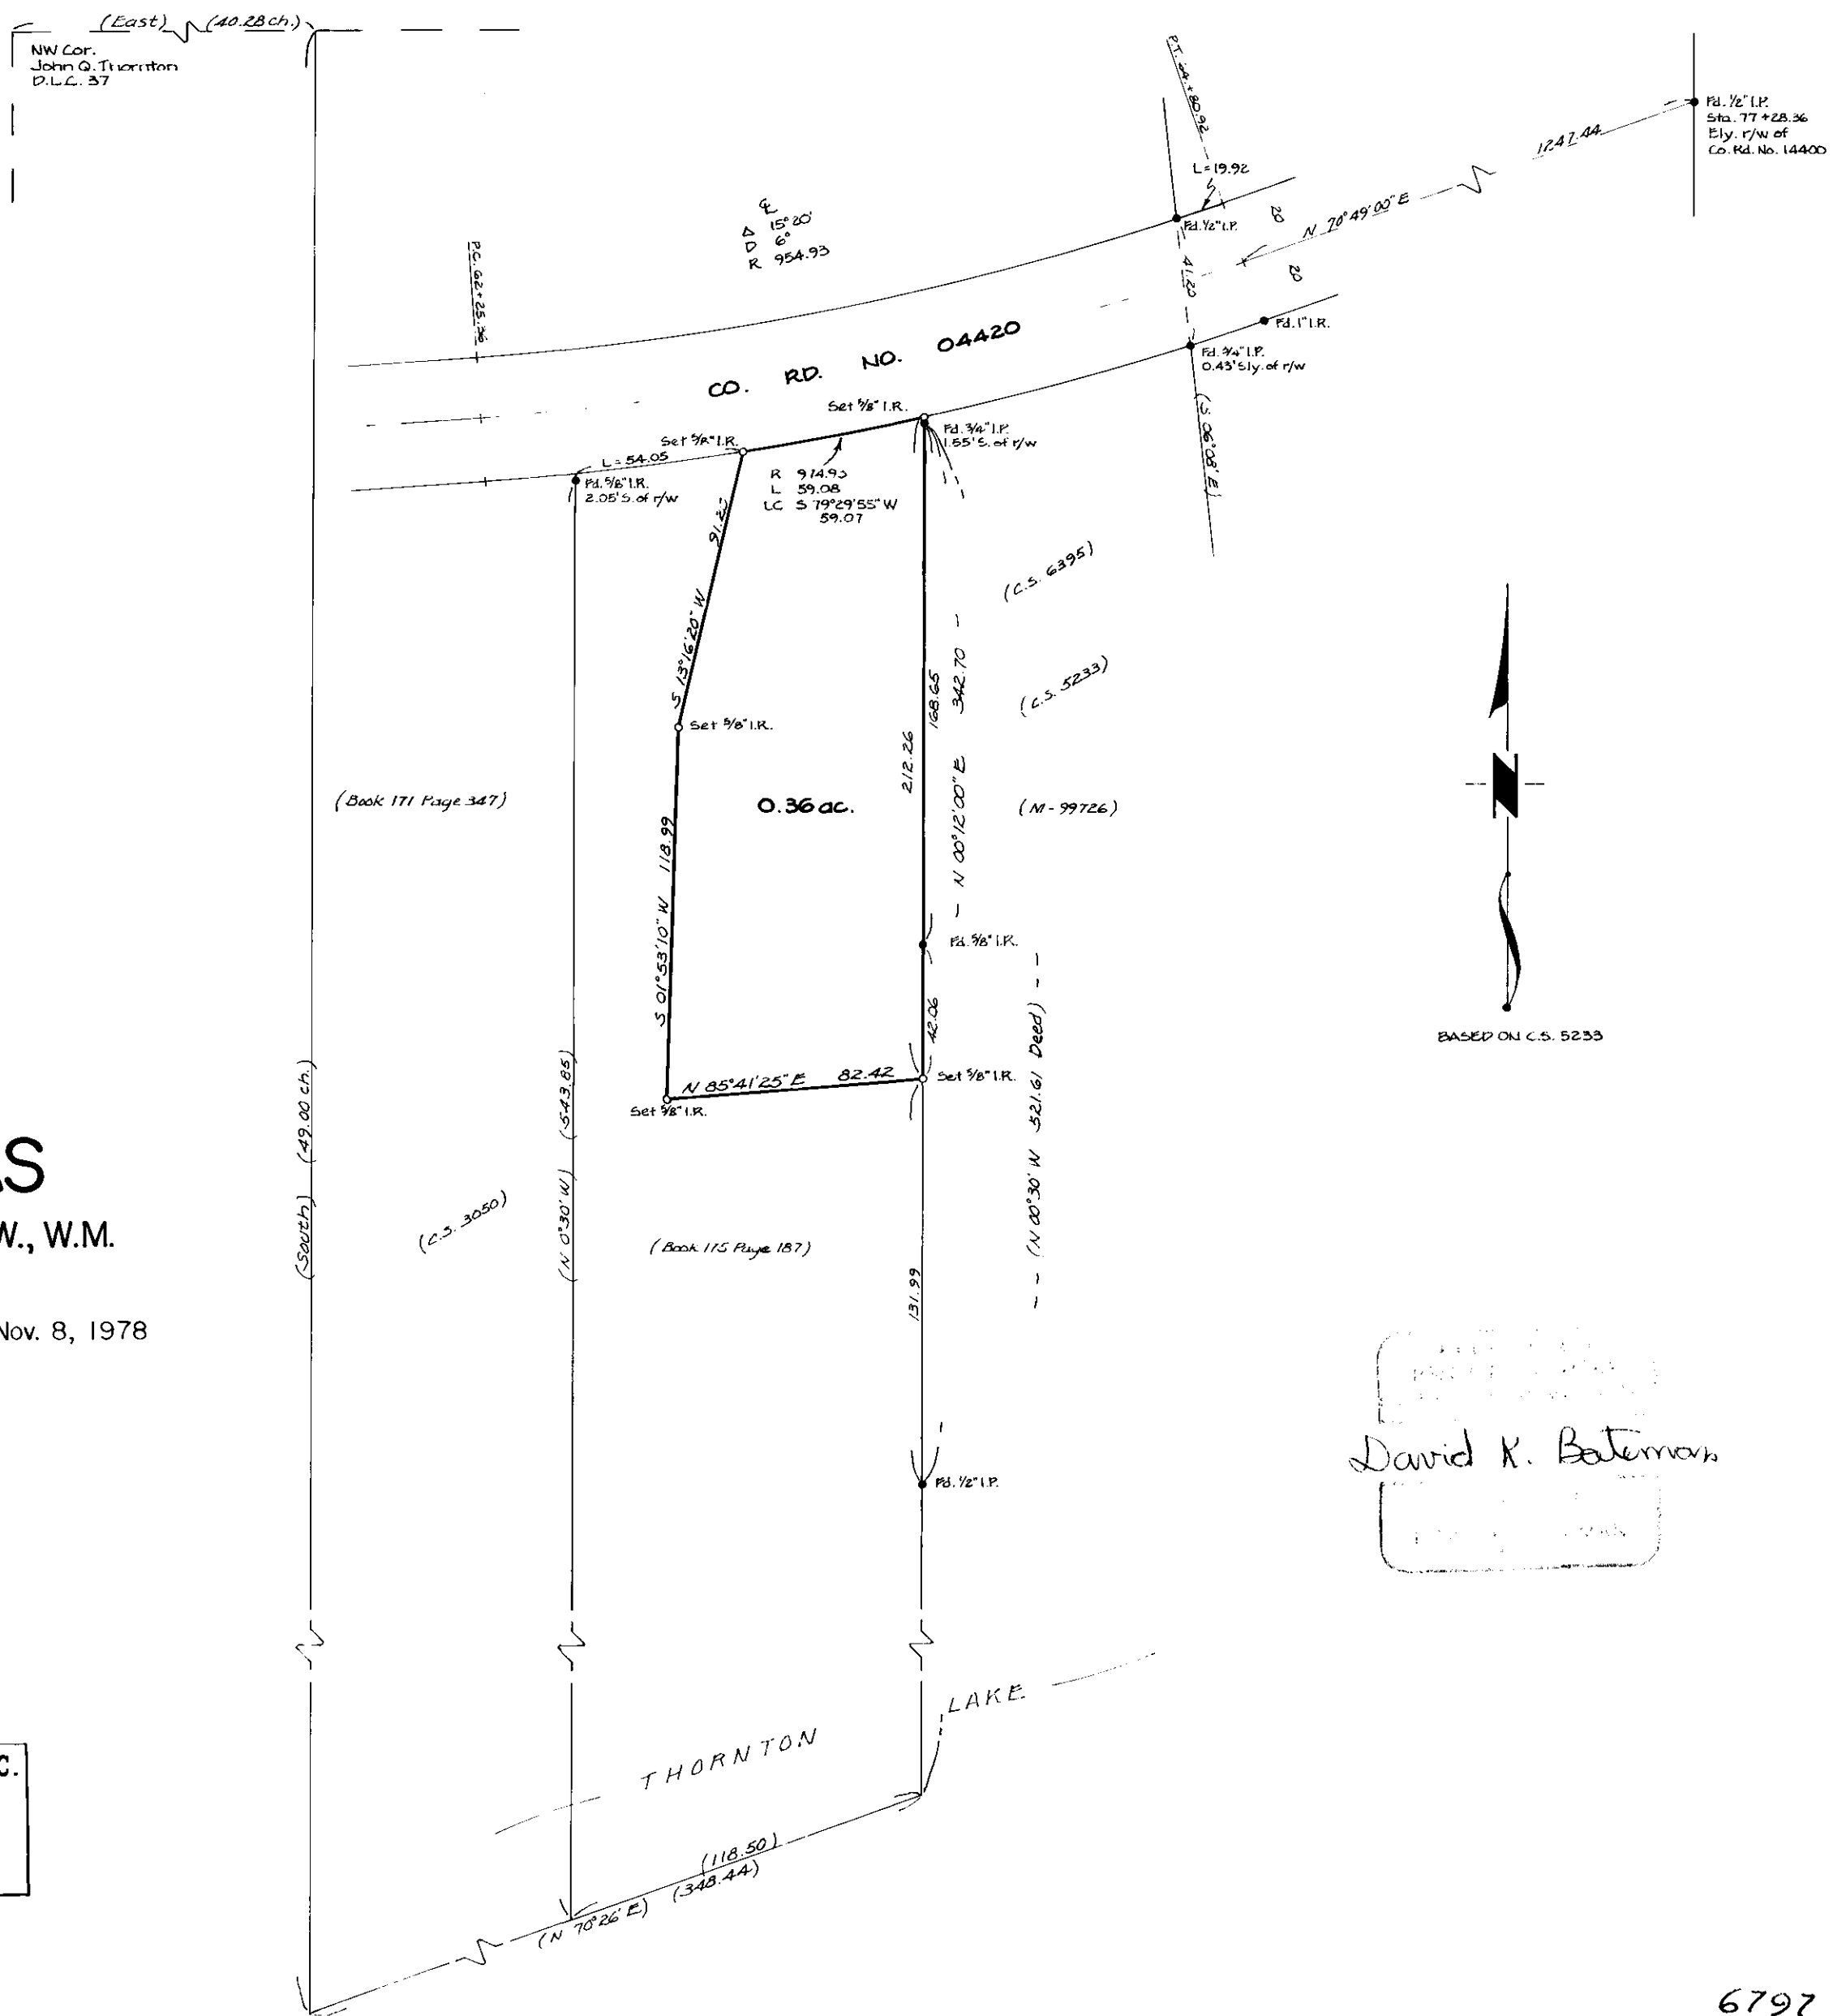 (East) (40.28 ch.)
NW Cor.
John Q. Thornton
D.L.C. 37
P.T. 64+80.92
Fd. 1/2" I.P.
Sta. 77+28.36
Ely. r/w of
Co. Rd. No. 14400
1247.44
N 70°49'00" E
L=19.92
20
20
Fd. 1/2" I.P.
41.20
Fd. 1" I.R.
Fd. 3/4" I.P.
0.43' Sly. of r/w
(S 06°08' E)
℄
Δ 15°20'
D 6°
R 954.93
P.C. 62+25.36
CO. RD. NO. 04420
Set 5/8" I.R.
Fd. 3/4" I.P.
1.55' S. of r/w
Set 5/8" I.R.
L=54.05
Fd. 5/8" I.R.
2.05' S. of r/w
R 974.93
L 59.08
LC S 79°29'55" W
59.07
S 13°16'20" W
(C.S. 6395)
(C.S. 5233)
168.65
212.26
N 00°12'00" E 342.70
Set 5/8" I.R.
(Book 171 Page 347)
0.36 ac.
(M-99726)
S 01°53'10" W 118.99
Fd. 5/8" I.R.
42.06
(N 00°30' W 521.61 Deed)
N 85°41'25" E 82.42
Set 5/8" I.R.
Set 5/8" I.R.
BASED ON C.S. 5233
N
(South) (49.00 ch.)
(N 0°30' W) (543.85)
(C.S. 3050)
(Book 175 Page 187)
131.99
AS
W., W.M.
Nov. 8, 1978
Fd. 1/2" I.P.
David K. Bateman
C.
THORNTON LAKE
(118.50)
(348.44)
(N 70°26' E)
6797